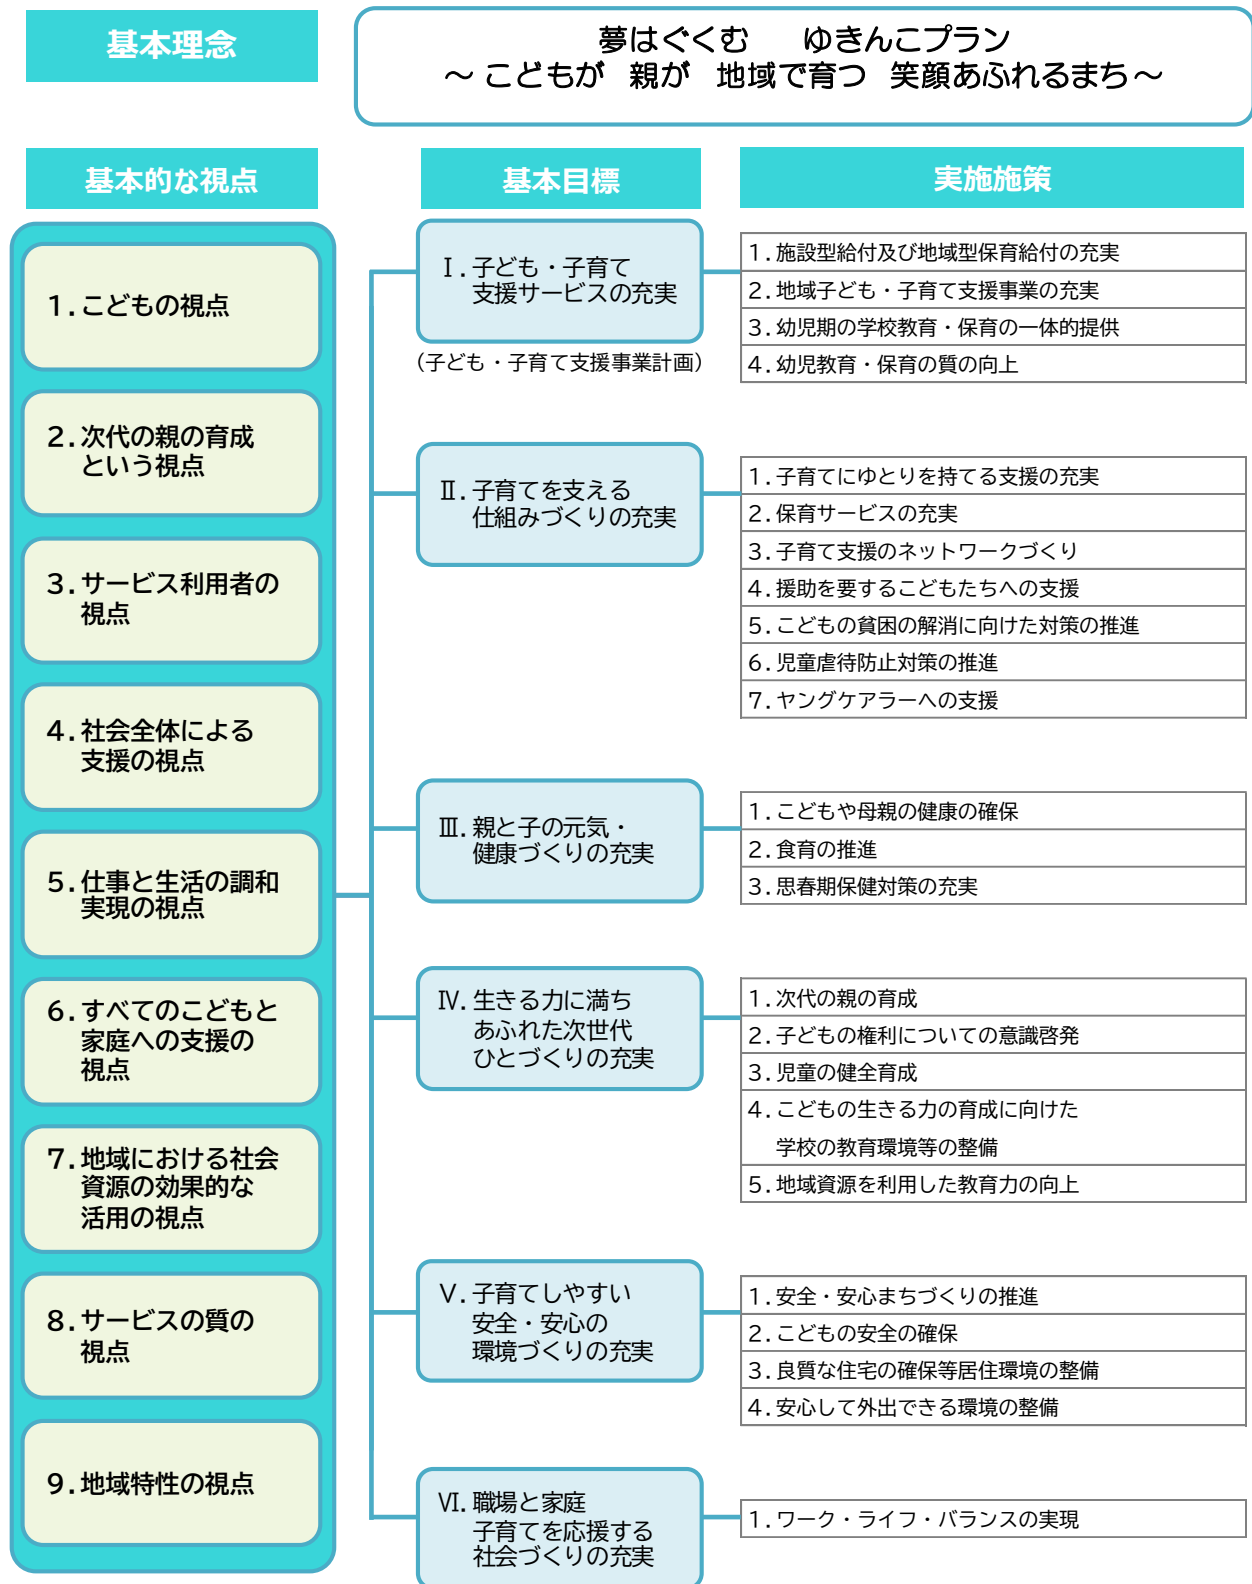 基本理念
夢はぐくむ　ゆきんこプラン
～こどもが　親が　地域で育つ　笑顔あふれるまち～
基本的な視点
1．こどもの視点
2．次代の親の育成
という視点
3．サービス利用者の
視点
4．社会全体による
支援の視点
5．仕事と生活の調和
実現の視点
6．すべてのこどもと
家庭への支援の
視点
7．地域における社会
資源の効果的な
活用の視点
8．サービスの質の
視点
9．地域特性の視点
基本目標
実施施策
Ⅰ．子ども・子育て
支援サービスの充実
（子ども・子育て支援事業計画）
1．施設型給付及び地域型保育給付の充実
2．地域子ども・子育て支援事業の充実
3．幼児期の学校教育・保育の一体的提供
4．幼児教育・保育の質の向上
Ⅱ．子育てを支える
仕組みづくりの充実
1．子育てにゆとりを持てる支援の充実
2．保育サービスの充実
3．子育て支援のネットワークづくり
4．援助を要するこどもたちへの支援
5．こどもの貧困の解消に向けた対策の推進
6．児童虐待防止対策の推進
7．ヤングケアラーへの支援
Ⅲ．親と子の元気・
健康づくりの充実
1．こどもや母親の健康の確保
2．食育の推進
3．思春期保健対策の充実
Ⅳ．生きる力に満ち
あふれた次世代
ひとづくりの充実
1．次代の親の育成
2．子どもの権利についての意識啓発
3．児童の健全育成
4．こどもの生きる力の育成に向けた
学校の教育環境等の整備
5．地域資源を利用した教育力の向上
Ⅴ．子育てしやすい
安全・安心の
環境づくりの充実
1．安全・安心まちづくりの推進
2．こどもの安全の確保
3．良質な住宅の確保等居住環境の整備
4．安心して外出できる環境の整備
Ⅵ．職場と家庭
子育てを応援する
社会づくりの充実
1．ワーク・ライフ・バランスの実現